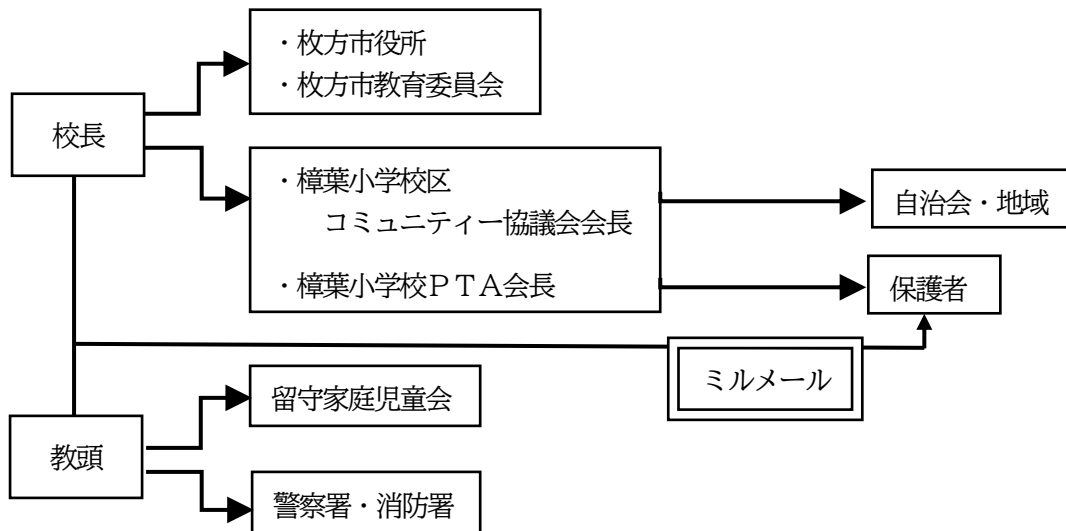 ・枚方市役所
・枚方市教育委員会
校長
・樟葉小学校区
コミュニティー協議会会長
・樟葉小学校ＰＴＡ会長
自治会・地域
保護者
ミルメール
留守家庭児童会
教頭
警察署・消防署